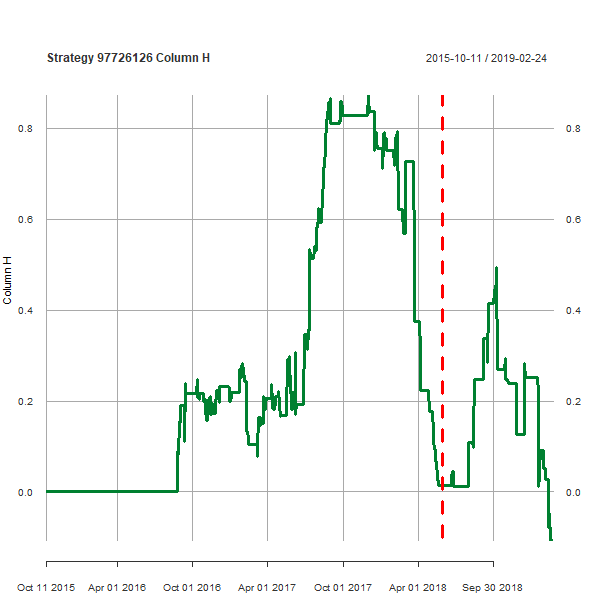 Strategy 97726126 Column H
2015-10-11 / 2019-02-24
Column H
0.8
0.8
0.6
0.6
0.4
0.4
0.2
0.2
0.0
0.0
Oct 11 2015
Apr 01 2016
Oct 01 2016
Apr 01 2017
Oct 01 2017
Apr 01 2018
Sep 30 2018